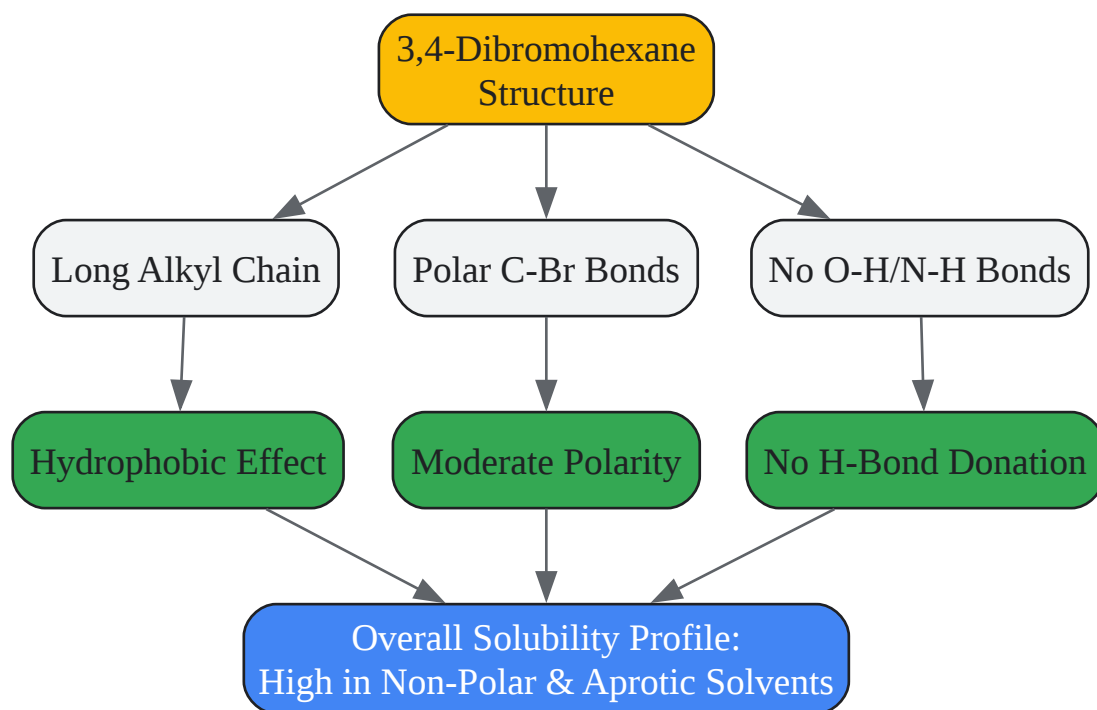 3,4-Dibromohexane
Structure
Long Alkyl Chain
Polar C-Br Bonds
No O-H/N-H Bonds
Hydrophobic Effect
Moderate Polarity
No H-Bond Donation
Overall Solubility Profile:
High in Non-Polar & Aprotic Solvents